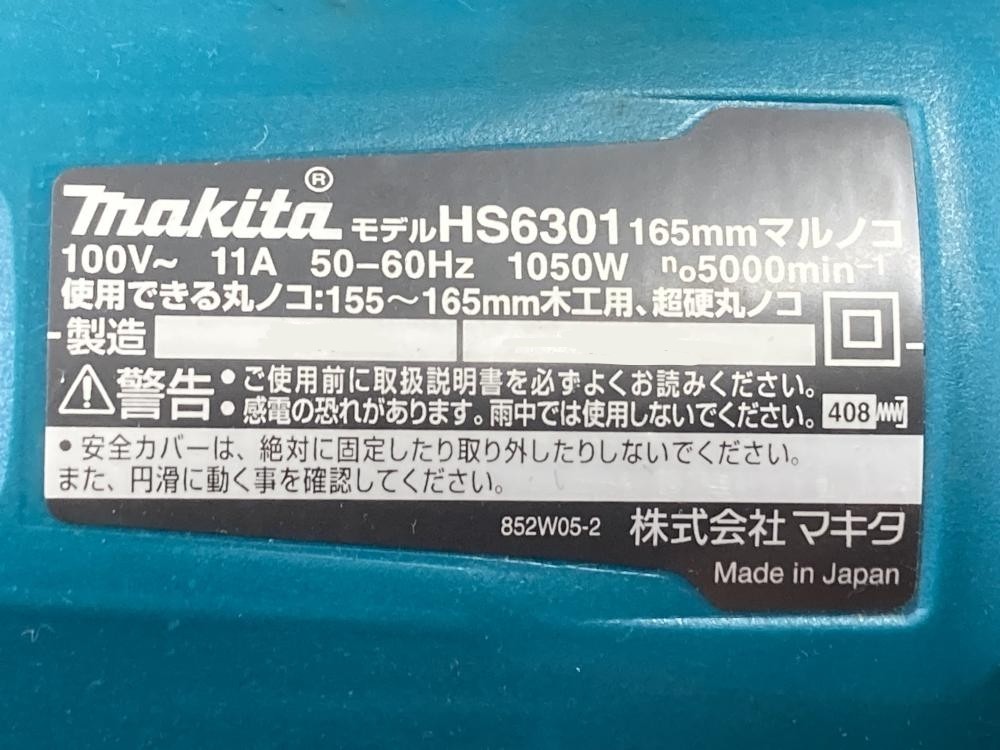 makita® モデルHS6301 165mmマルノコ
100V～ 11A 50−60Hz 1050W n₀5000min⁻¹
使用できる丸ノコ:155～165mm木工用、超硬丸ノコ
製造
警告 •ご使用前に取扱説明書を必ずよくお読みください。
•感電の恐れがあります。雨中では使用しないでください。 408
•安全カバーは、絶対に固定したり取り外したりしないでください。
また、円滑に動く事を確認してください。
852W05-2 株式会社 マキタ
Made in Japan